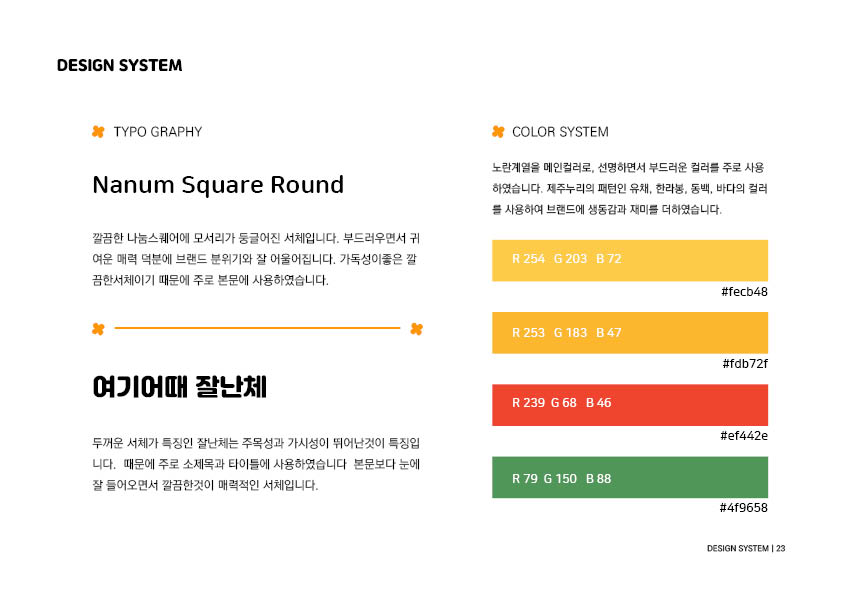 DESIGN SYSTEM
TYPO GRAPHY
Nanum Square Round
깔끔한 나눔스퀘어에 모서리가 둥글어진 서체입니다. 부드러우면서 귀
여운 매력 덕분에 브랜드 분위기와 잘 어울어집니다. 가독성이좋은 깔
끔한서체이기 때문에 주로 본문에 사용하였습니다.
여기어때 잘난체
두꺼운 서체가 특징인 잘난체는 주목성과 가시성이 뛰어난것이 특징입
니다. 때문에 주로 소제목과 타이틀에 사용하였습니다 본문보다 눈에
잘 들어오면서 깔끔한것이 매력적인 서체입니다.
COLOR SYSTEM
노란계열을 메인컬러로, 선명하면서 부드러운 컬러를 주로 사용
하였습니다. 제주누리의 패턴인 유채, 한라봉, 동백, 바다의 컬러
를 사용하여 브랜드에 생동감과 재미를 더하였습니다.
R 254 G 203 B 72
#fecb48
R 253 G 183 B 47
#fdb72f
R 239 G 68 B 46
#ef442e
R 79 G 150 B 88
#4f9658
DESIGN SYSTEM | 23